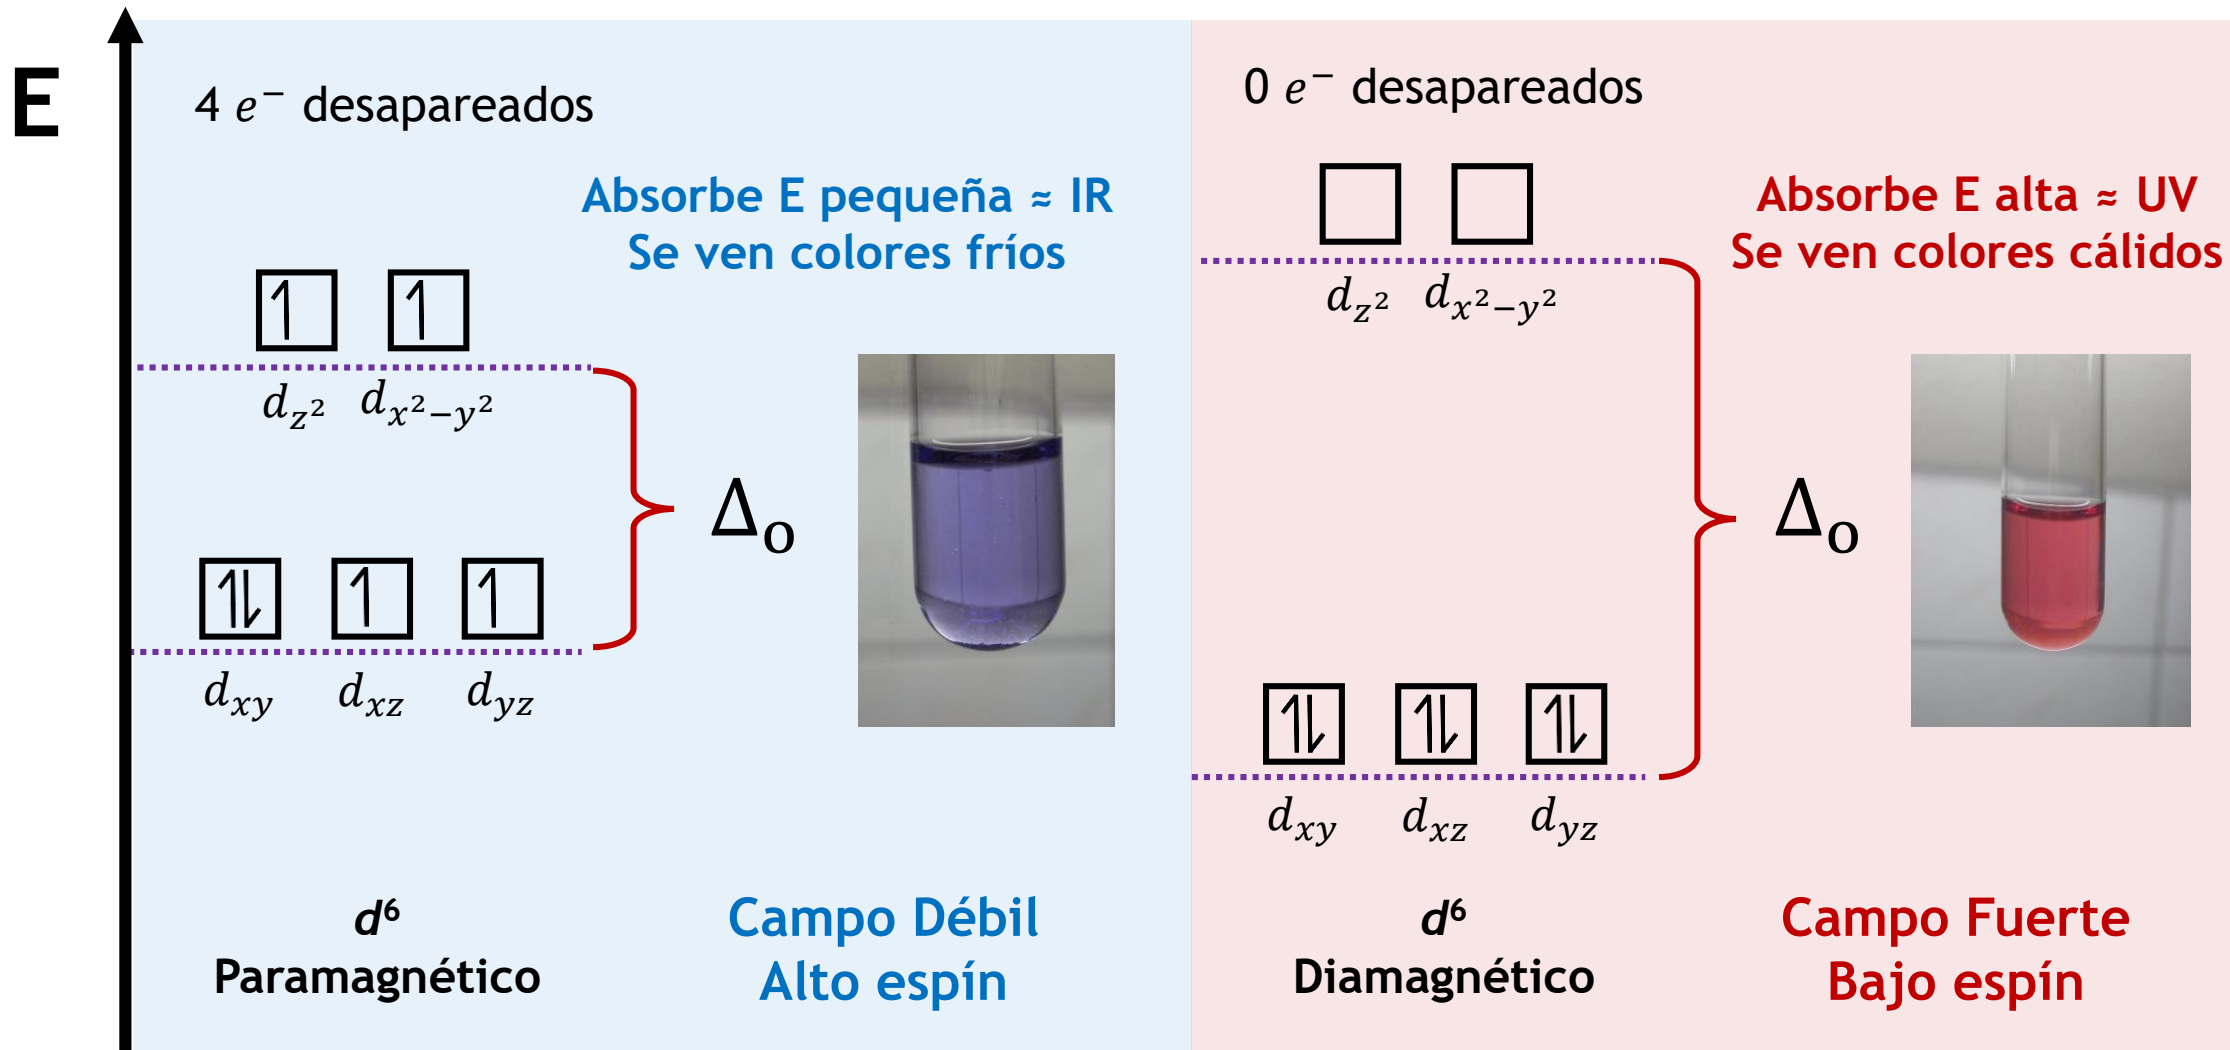 E
4 e⁻ desapareados
Absorbe E pequeña ≈ IR
Se ven colores fríos
d_{z²} d_{x²−y²}
Δ_o
d_{xy} d_{xz} d_{yz}
d⁶
Paramagnético
Campo Débil
Alto espín
0 e⁻ desapareados
Absorbe E alta ≈ UV
Se ven colores cálidos
d_{z²} d_{x²−y²}
Δ_o
d_{xy} d_{xz} d_{yz}
d⁶
Diamagnético
Campo Fuerte
Bajo espín